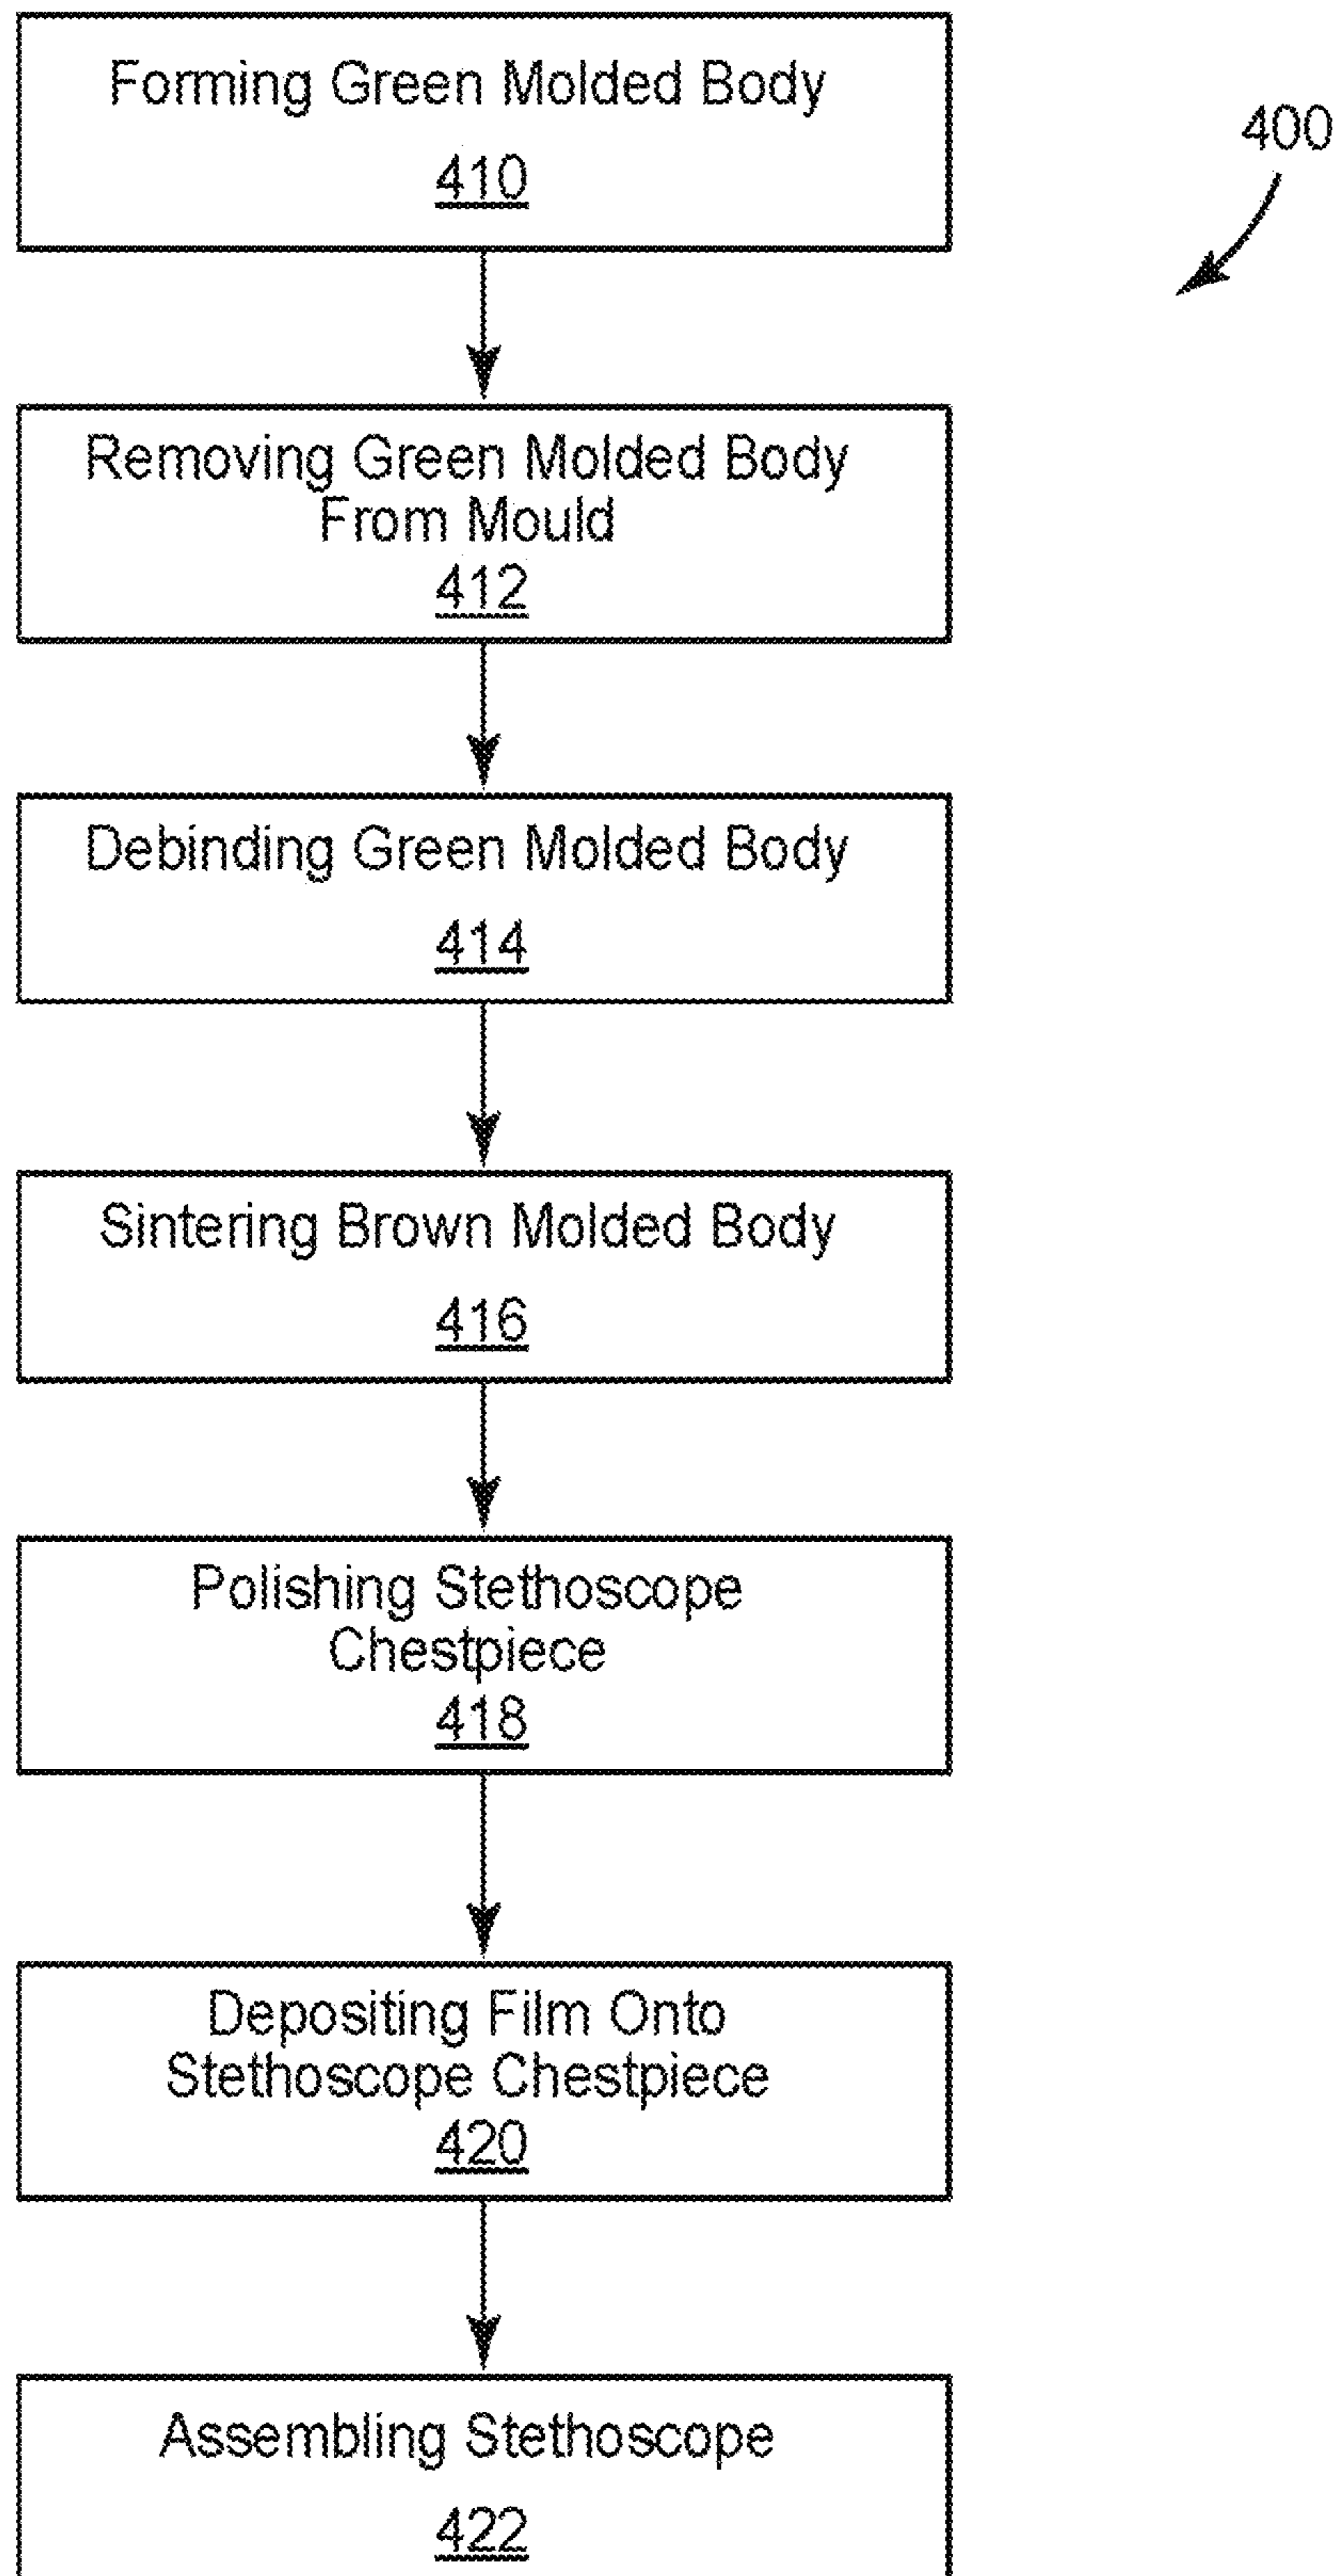 Forming Green Molded Body
410
400
Removing Green Molded Body
From Mould
412
Debinding Green Molded Body
414
Sintering Brown Molded Body
416
Polishing Stethoscope
Chestpiece
418
Depositing Film Onto
Stethoscope Chestpiece
420
Assembling Stethoscope
422